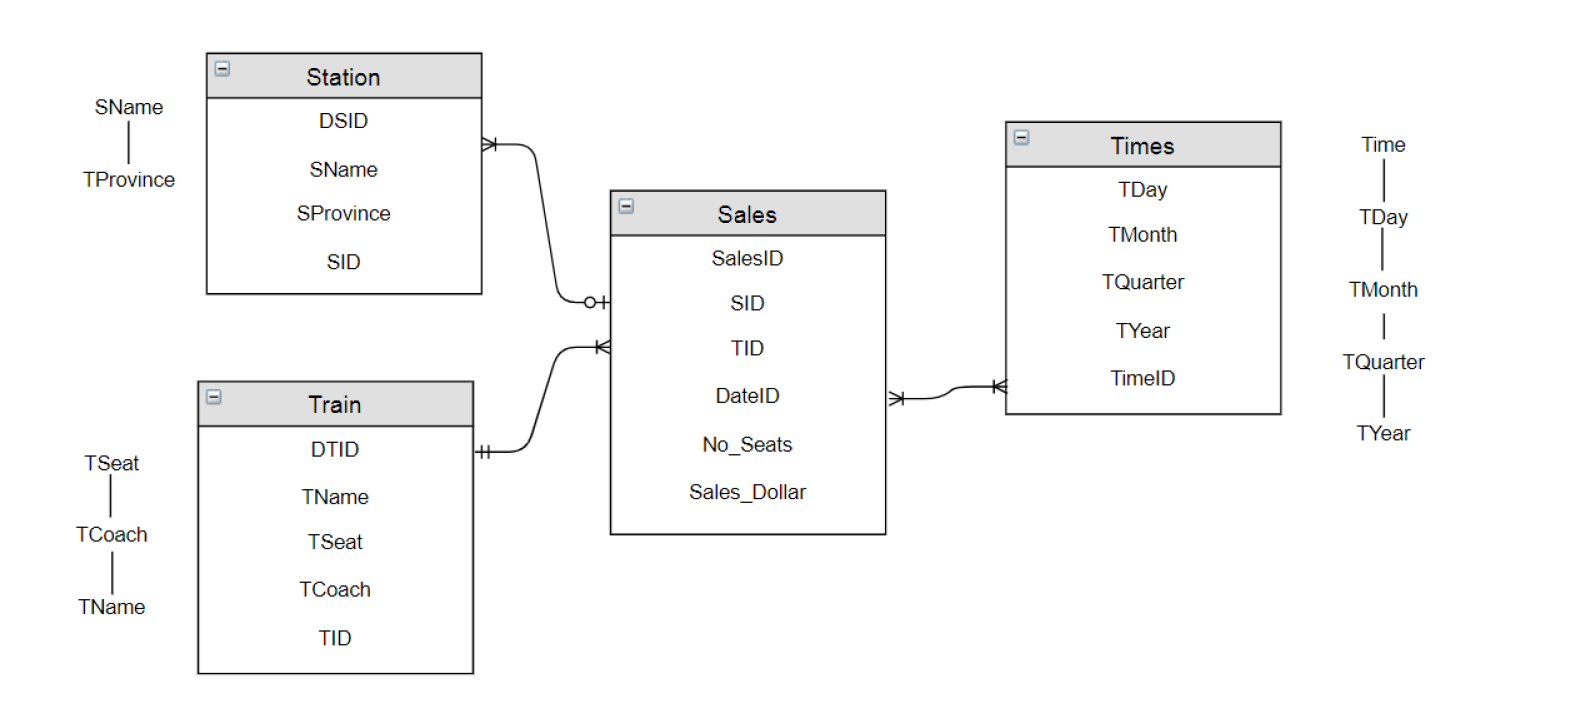 SName
TProvince
Station
DSID
SName
SProvince
SID
TSeat
TCoach
TName
Train
DTID
TName
TSeat
TCoach
TID
Sales
SalesID
SID
TID
DateID
No_Seats
Sales_Dollar
Times
TDay
TMonth
TQuarter
TYear
TimeID
Time
TDay
TMonth
TQuarter
TYear